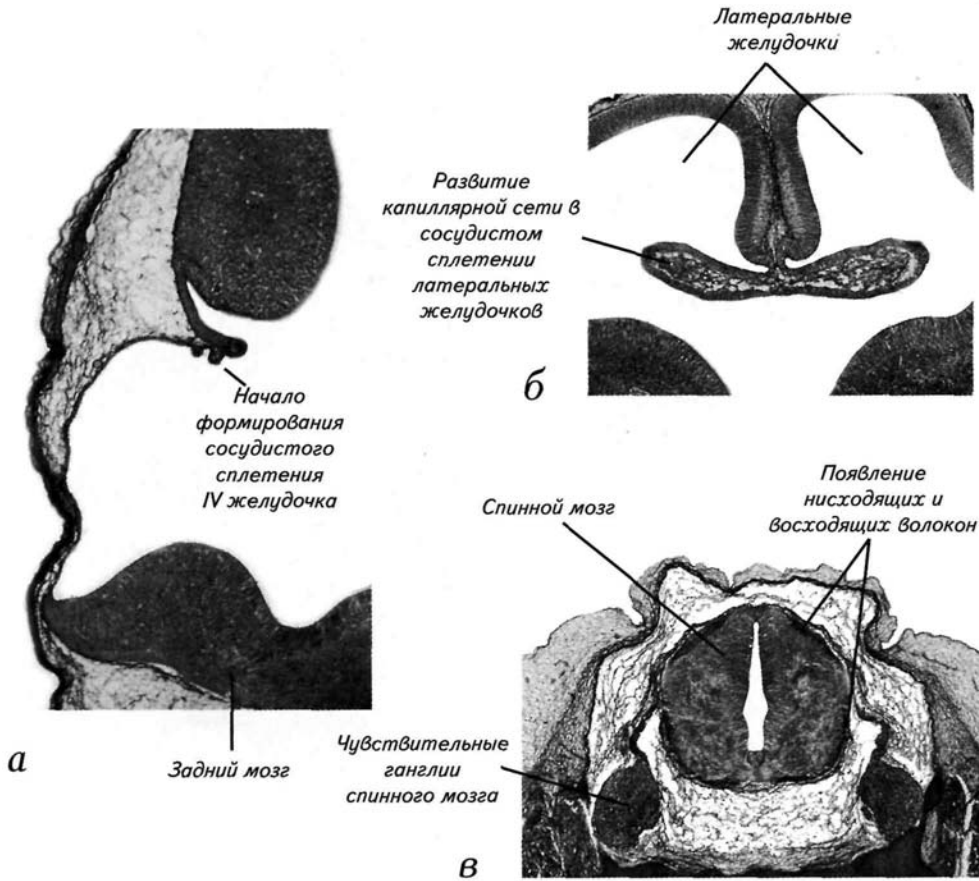 Латеральные
желудочки
Развитие
капиллярной сети в
сосудистом
сплетении
латеральных
желудочков
б
Начало
формирования
сосудистого
сплетения
IV желудочка
Задний мозг
а
Спинной мозг
Появление
нисходящих и
восходящих волокон
Чувствительные
ганглии
спинного мозга
в